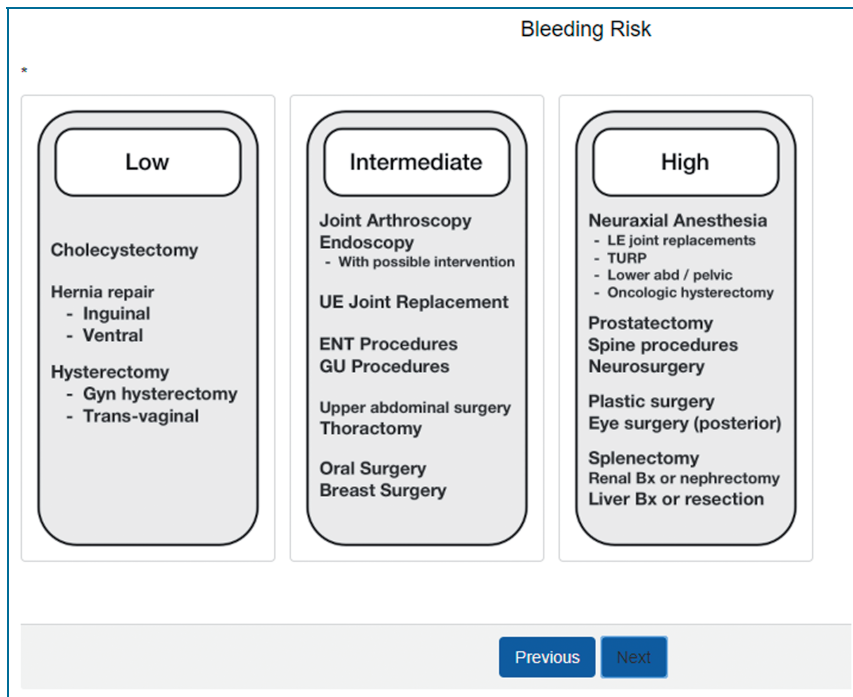 Bleeding Risk
*
Low
Cholecystectomy
Hernia repair
- Inguinal
- Ventral
Hysterectomy
- Gyn hysterectomy
- Trans-vaginal
Intermediate
Joint Arthroscopy
Endoscopy
- With possible intervention
UE Joint Replacement
ENT Procedures
GU Procedures
Upper abdominal surgery
Thoractomy
Oral Surgery
Breast Surgery
High
Neuraxial Anesthesia
- LE joint replacements
- TURP
- Lower abd / pelvic
- Oncologic hysterectomy
Prostatectomy
Spine procedures
Neurosurgery
Plastic surgery
Eye surgery (posterior)
Splenectomy
Renal Bx or nephrectomy
Liver Bx or resection
Previous
Next